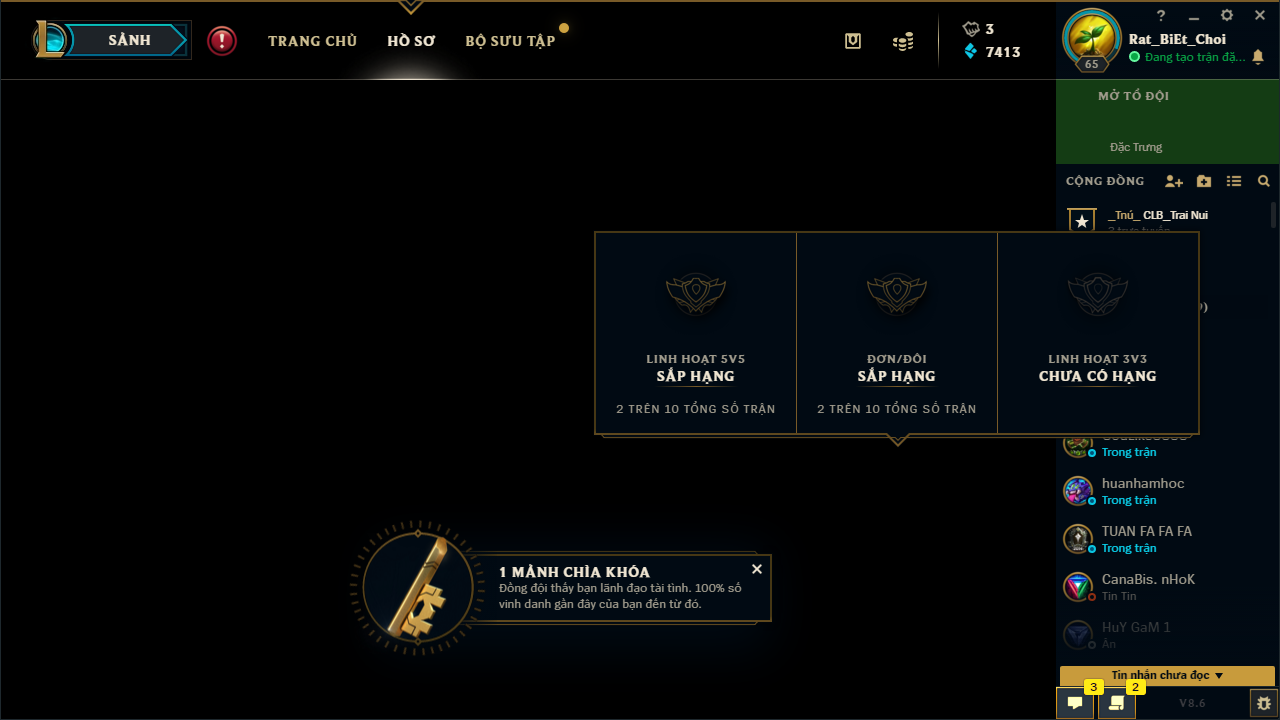 SẢNH
TRANG CHỦ
HỒ SƠ
BỘ SƯU TẬP
3
7413
?
Rat_BiEt_Choi
Đang tạo trận đấ...
65
MỞ TỔ ĐỘI
Đặc Trưng
CỘNG ĐỒNG
_Tnú_ CLB_Trai Nui
LINH HOẠT 5V5
SẮP HẠNG
2 TRÊN 10 TỔNG SỐ TRẬN
ĐƠN/ĐÔI
SẮP HẠNG
2 TRÊN 10 TỔNG SỐ TRẬN
LINH HOẠT 3V3
CHƯA CÓ HẠNG
Trong trận
huanhamhoc
Trong trận
TUAN FA FA FA
Trong trận
CanaBis. nHoK
Tin Tin
HuY GaM 1
Ẩn
1 MẢNH CHÌA KHÓA
Đồng đội thấy bạn lãnh đạo tài tình. 100% số
vinh danh gần đây của bạn đến từ đó.
Tin nhắn chưa đọc
3
2
V8.6